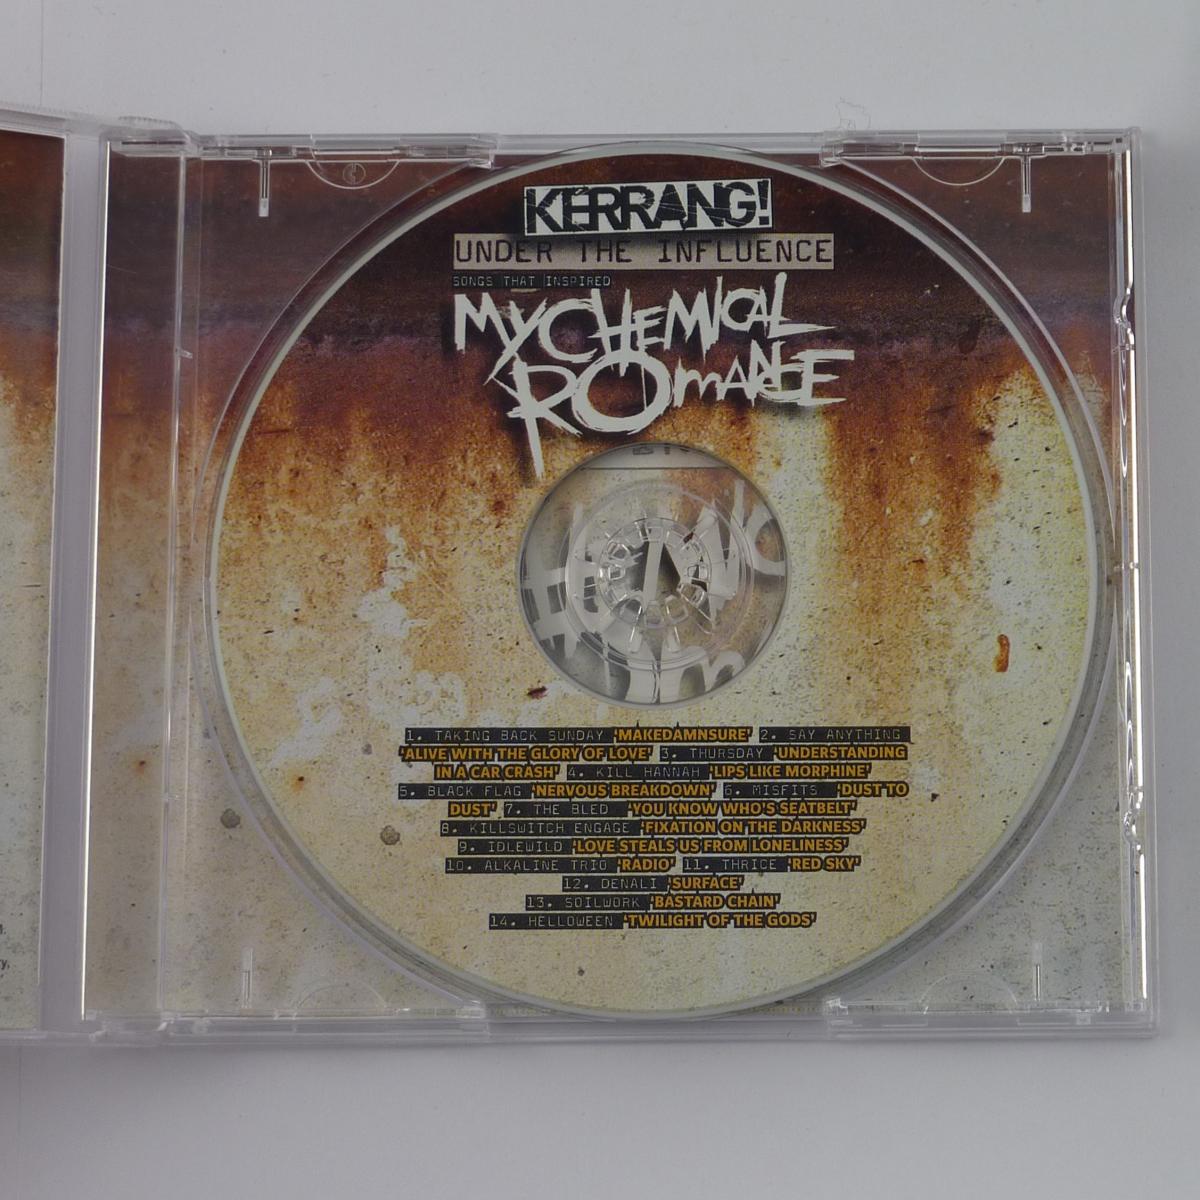 KERRANG!
UNDER THE INFLUENCE
SONGS THAT INSPIRED
MY CHEMICAL
ROMANCE
1. TAKING BACK SUNDAY 'MAKEDAMNSURE' 2. SAY ANYTHING
'ALIVE WITH THE GLORY OF LOVE' 3. THURSDAY 'UNDERSTANDING
IN A CAR CRASH' 4. KILL HANNAH 'LIPS LIKE MORPHINE'
5. BLACK FLAG 'NERVOUS BREAKDOWN' 6. MISFITS 'DUST TO
DUST' 7. THE BLED 'YOU KNOW WHO'S SEATBELT'
8. KILLSWITCH ENGAGE 'FIXATION ON THE DARKNESS'
9. IDLEWILD 'LOVE STEALS US FROM LONELINESS'
10. ALKALINE TRIO 'RADIO' 11. THRICE 'RED SKY'
12. DENALI 'SURFACE'
13. SOILWORK 'BASTARD CHAIN'
14. HELLOWEEN 'TWILIGHT OF THE GODS'